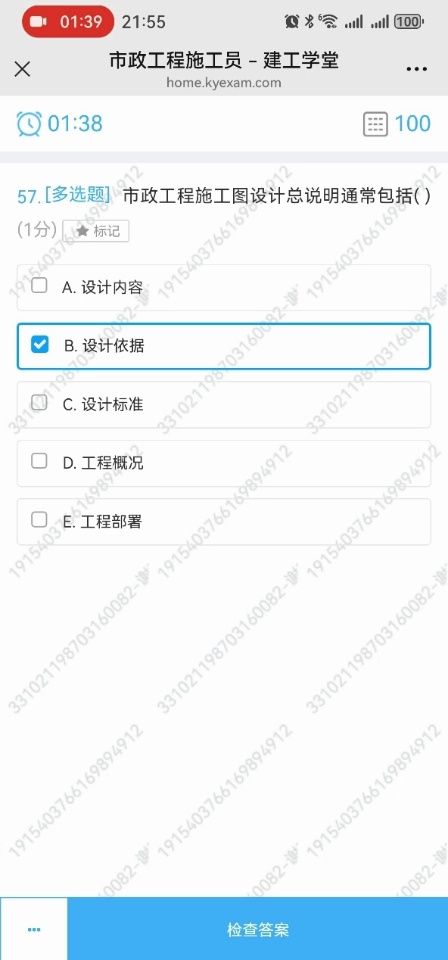 01:39 21:55 100
市政工程施工员 – 建工学堂
home.kyexam.com
01:38 100
57.[多选题] 市政工程施工图设计总说明通常包括( )
(1分) 标记
A. 设计内容
B. 设计依据
C. 设计标准
D. 工程概况
E. 工程部署
1915403766169894912
331021198703160082-谢
检查答案